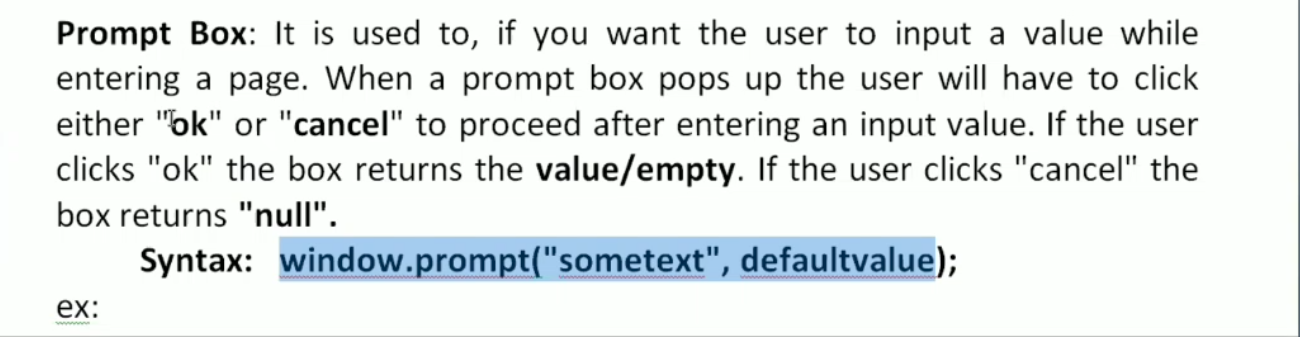 Prompt Box: It is used to, if you want the user to input a value while
entering a page. When a prompt box pops up the user will have to click
either "ok" or "cancel" to proceed after entering an input value. If the user
clicks "ok" the box returns the value/empty. If the user clicks "cancel" the
box returns "null".
Syntax: window.prompt("sometext", defaultvalue);
ex: